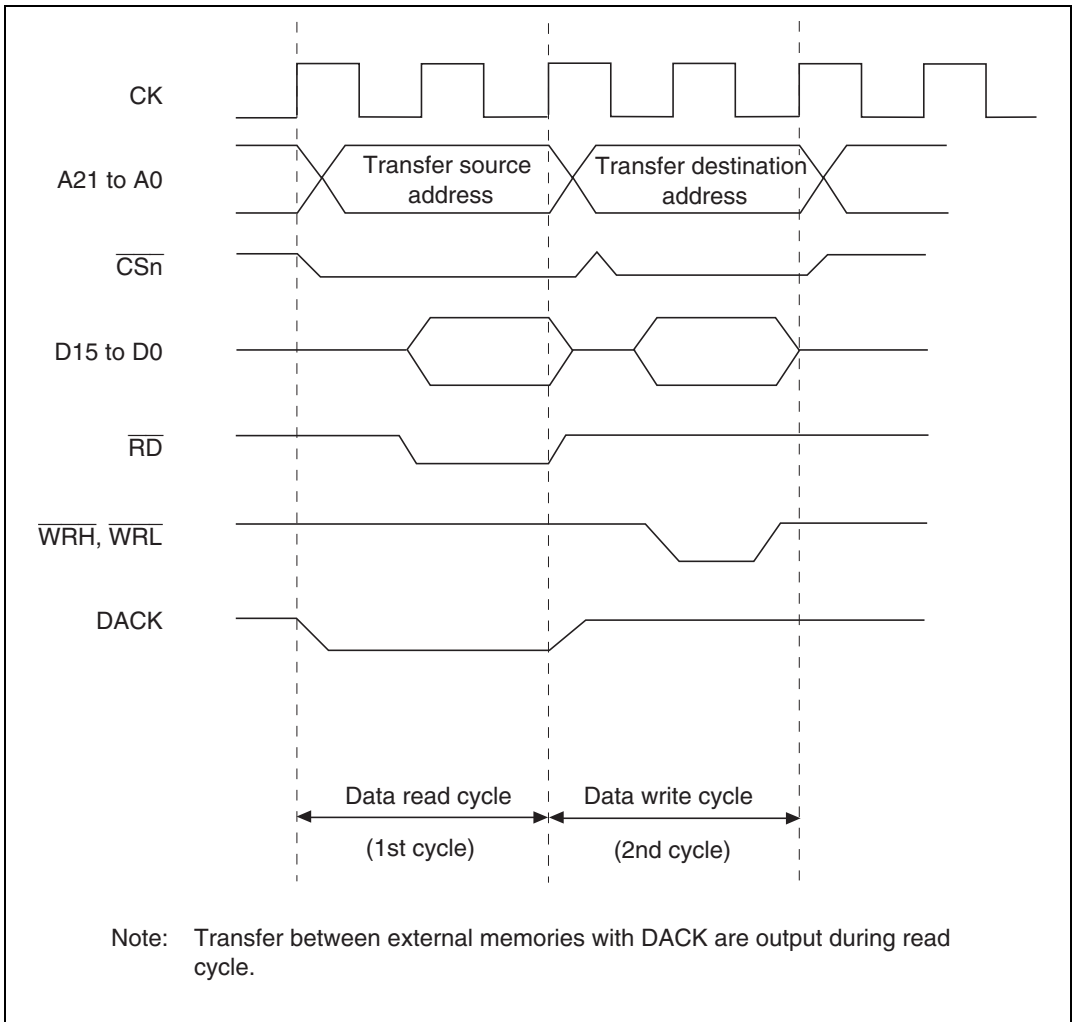 CK
A21 to A0
Transfer source
address
Transfer destination
address
CSn
D15 to D0
RD
WRH, WRL
DACK
Data read cycle
(1st cycle)
Data write cycle
(2nd cycle)
Note: Transfer between external memories with DACK are output during read
cycle.